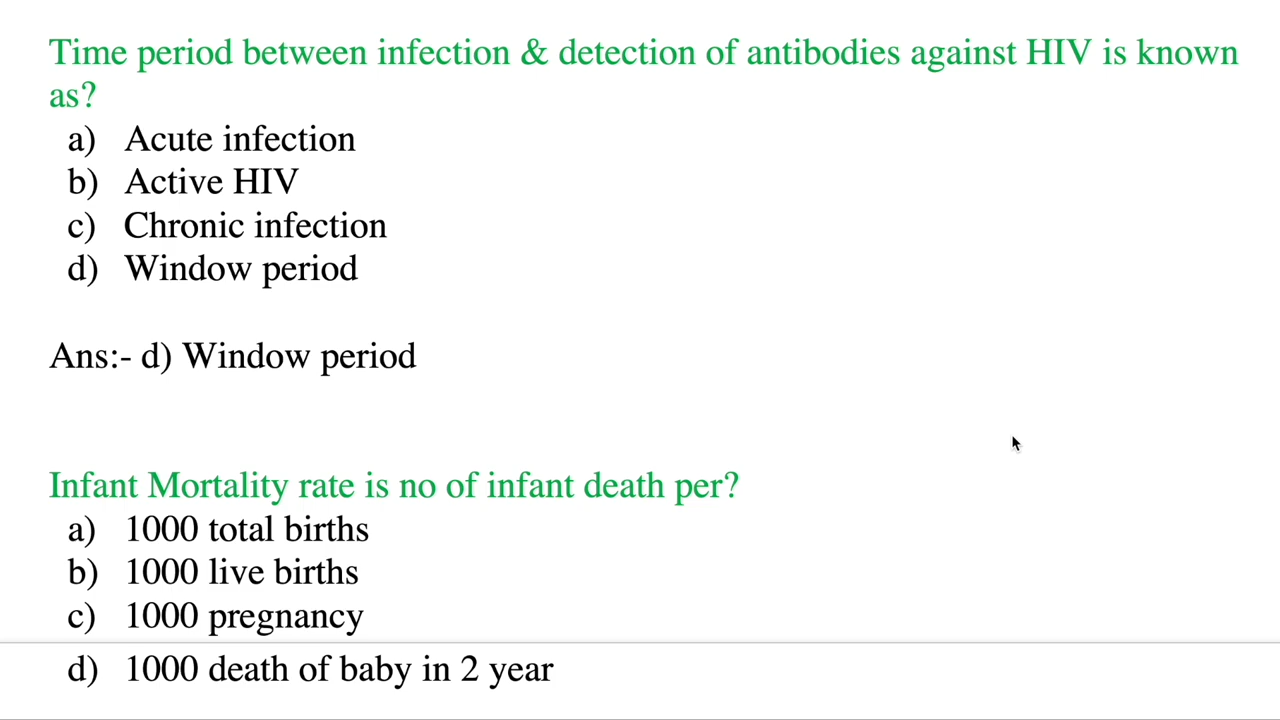 Time period between infection & detection of antibodies against HIV is known
as?
a) Acute infection
b) Active HIV
c) Chronic infection
d) Window period
Ans:- d) Window period
Infant Mortality rate is no of infant death per?
a) 1000 total births
b) 1000 live births
c) 1000 pregnancy
d) 1000 death of baby in 2 year